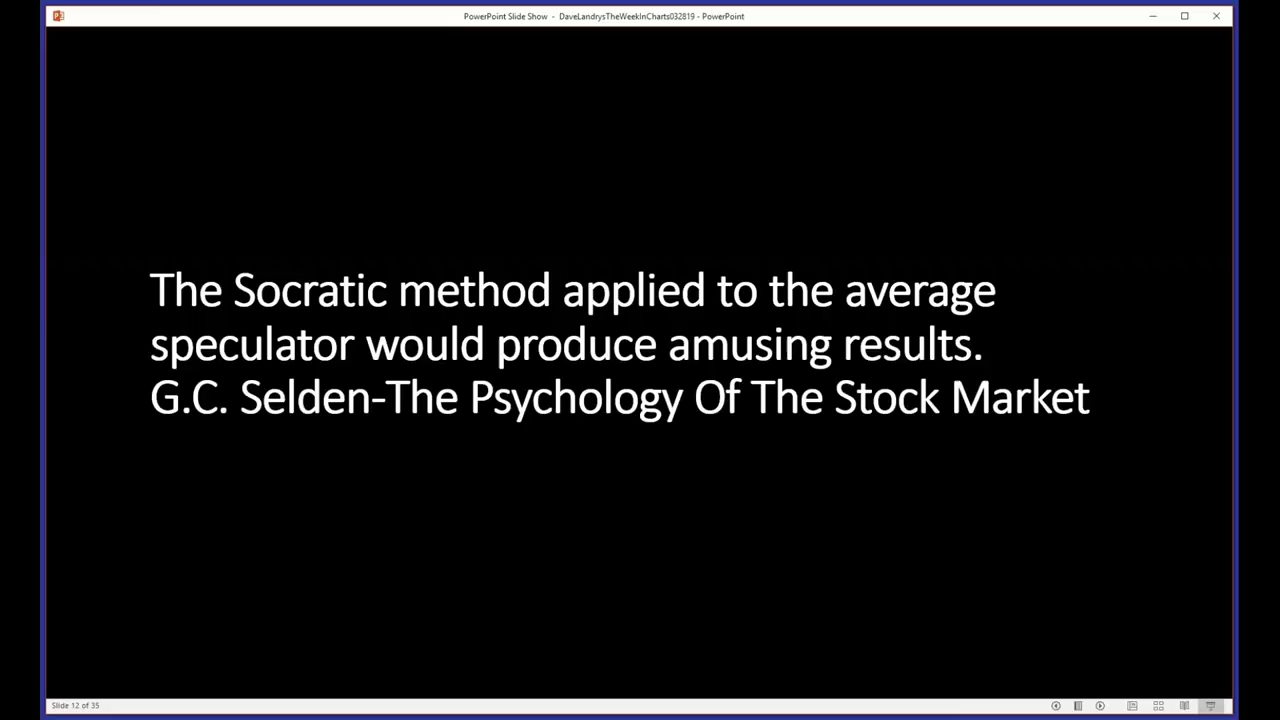 PowerPoint Slide Show - DaveLandrysTheWeekInCharts032819 - PowerPoint
The Socratic method applied to the average
speculator would produce amusing results.
G.C. Selden-The Psychology Of The Stock Market
Slide 12 of 35